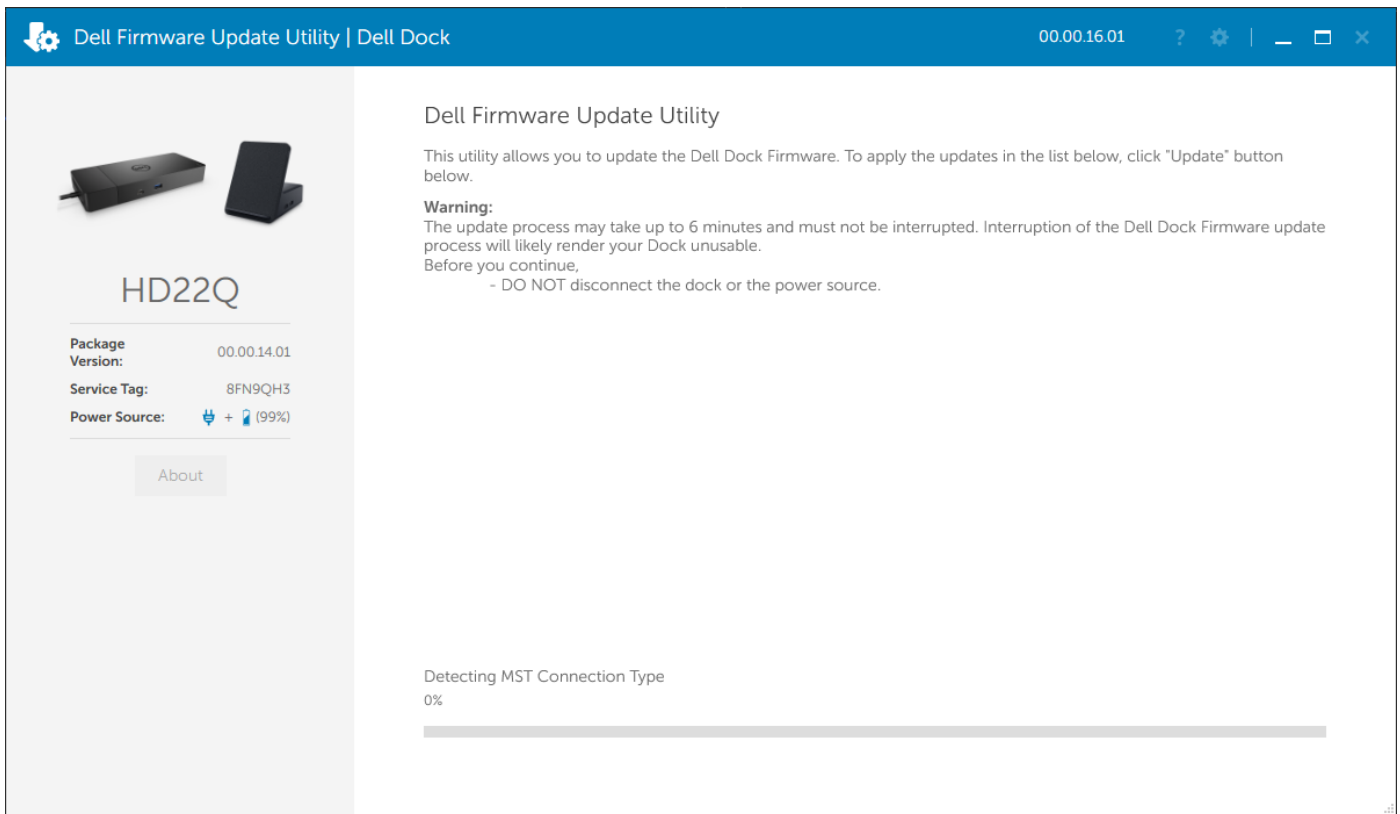 Dell Firmware Update Utility | Dell Dock
00.00.16.01
?
Dell Firmware Update Utility
This utility allows you to update the Dell Dock Firmware. To apply the updates in the list below, click "Update" button
below.
Warning:
The update process may take up to 6 minutes and must not be interrupted. Interruption of the Dell Dock Firmware update
process will likely render your Dock unusable.
Before you continue,
- DO NOT disconnect the dock or the power source.
HD22Q
Package
Version:
00.00.14.01
Service Tag: 8FN9QH3
Power Source: + (99%)
About
Detecting MST Connection Type
0%